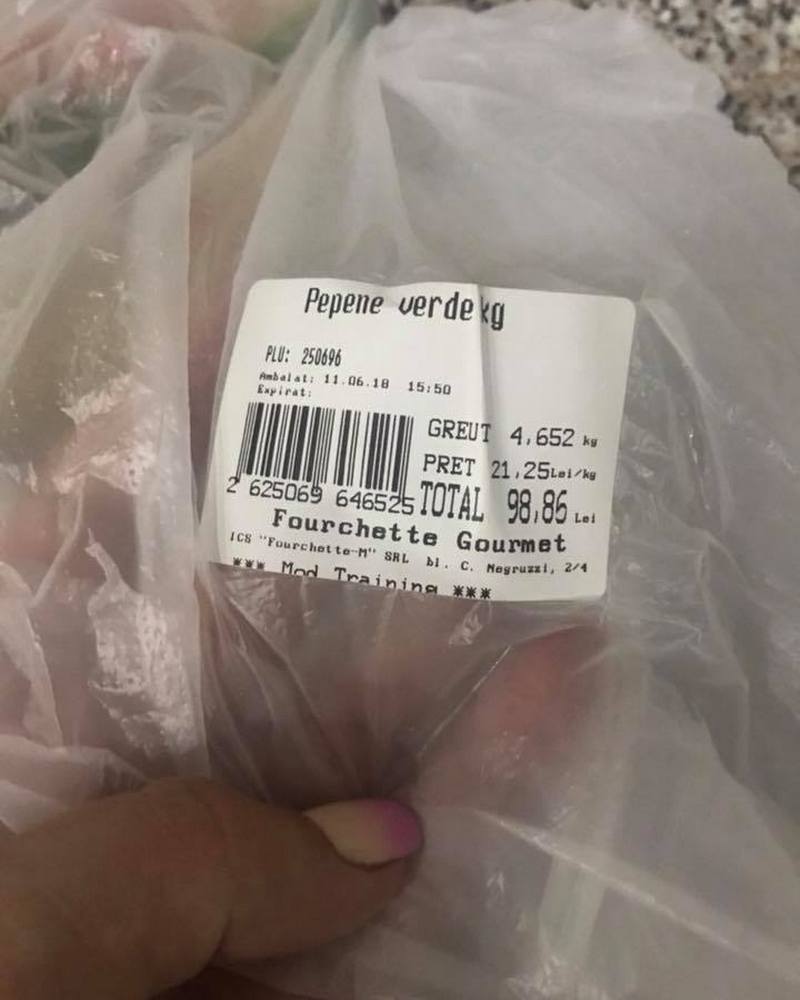 Pepene verde kg
PLU: 250696
Ambalat: 11.06.18 15:50
Expirat:
GREUT 4,652 kg
PRET 21,25Lei/kg
2 625069 646525 TOTAL 98,86 Lei
Fourchette Gourmet
ICS "Fourchette-M" SRL bl. C. Negruzzi, 2/4
*** Mod Training ***